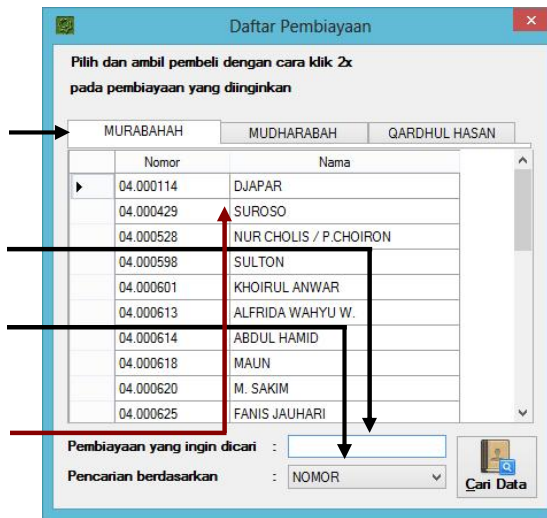 Daftar Pembiayaan
Pilih dan ambil pembeli dengan cara klik 2x
pada pembiayaan yang diinginkan
MURABAHAH MUDHARABAH QARDHUL HASAN
Nomor Nama
04.000114 DJAPAR
04.000429 SUROSO
04.000528 NUR CHOLIS / P.CHOIRON
04.000598 SULTON
04.000601 KHOIRUL ANWAR
04.000613 ALFRIDA WAHYU W.
04.000614 ABDUL HAMID
04.000618 MAUN
04.000620 M. SAKIM
04.000625 FANIS JAUHARI
Pembiayaan yang ingin dicari :
Pencarian berdasarkan : NOMOR
Cari Data